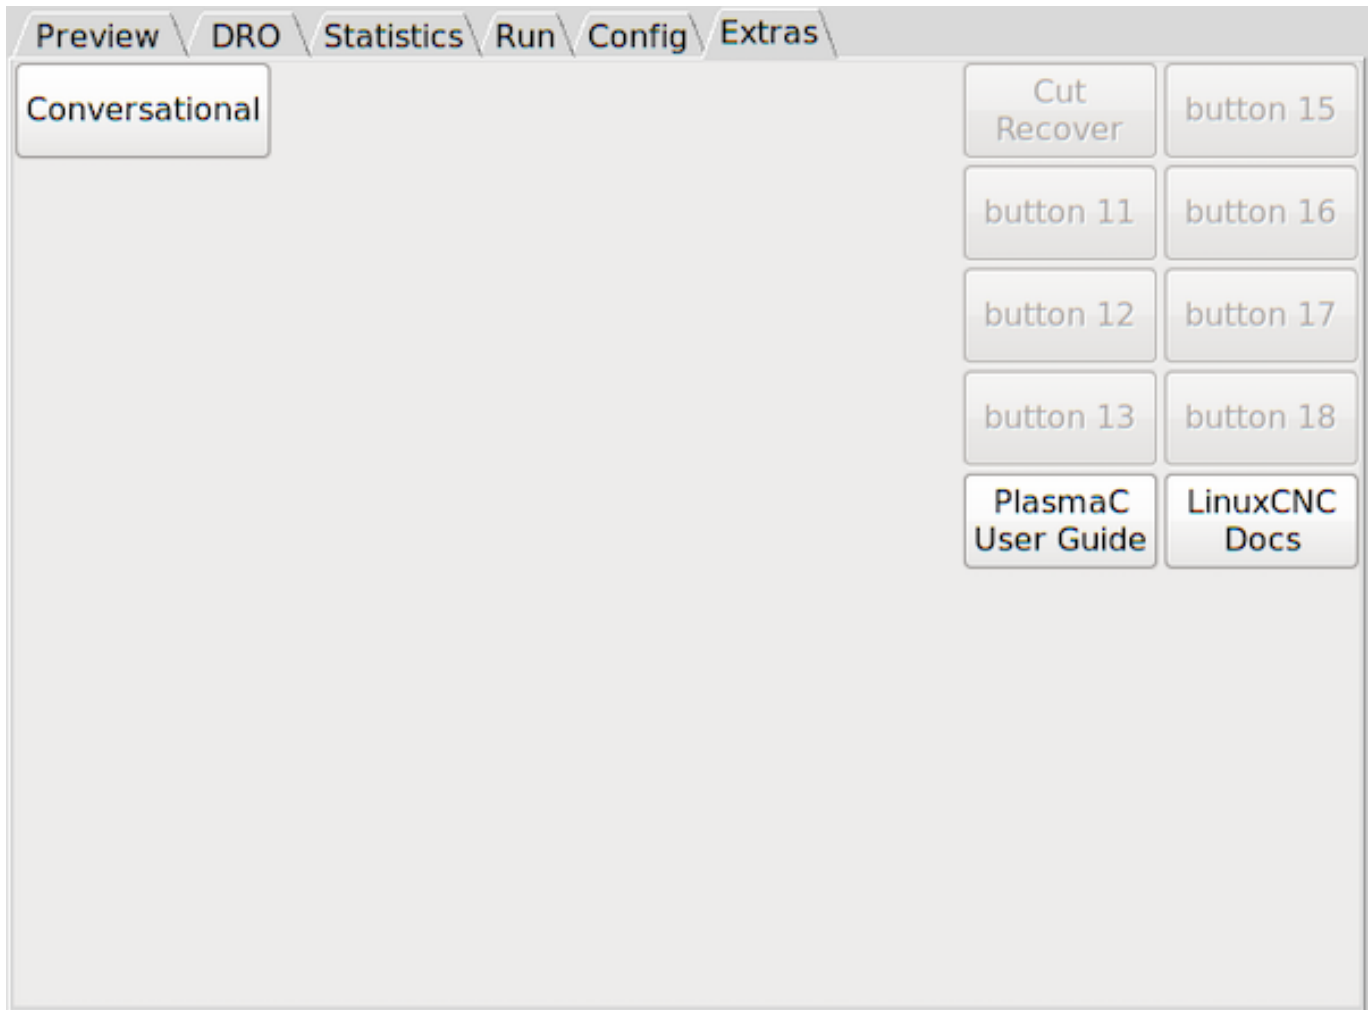 Preview
DRO
Statistics
Run
Config
Extras
Conversational
Cut
Recover
button 15
button 11
button 16
button 12
button 17
button 13
button 18
PlasmaC
User Guide
LinuxCNC
Docs